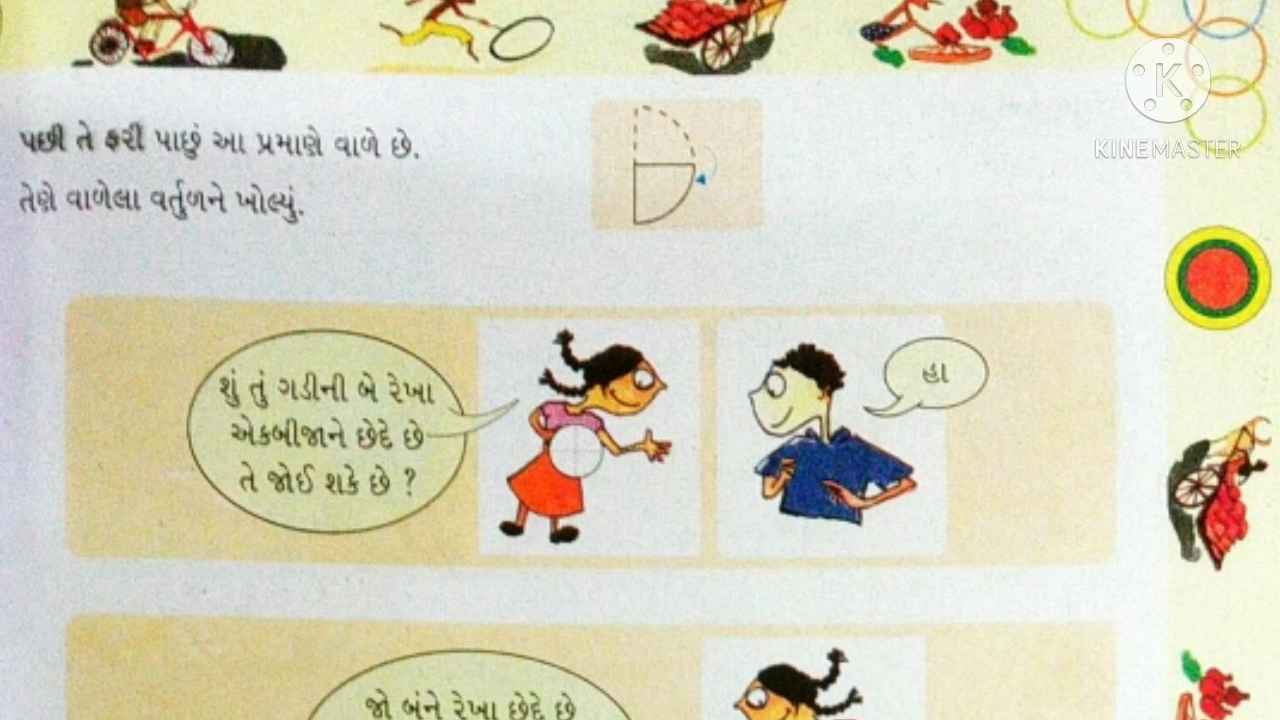 પછી તે ફરી પાછું આ પ્રમાણે વાળે છે.
તેણે વાળેલા વર્તુળને ખોલ્યું.
KINEMASTER
શું તું ગડીની બે રેખા
એકબીજાને છેદે છે
તે જોઈ શકે છે ?
હા
જો બંને રેખા છેદે છે